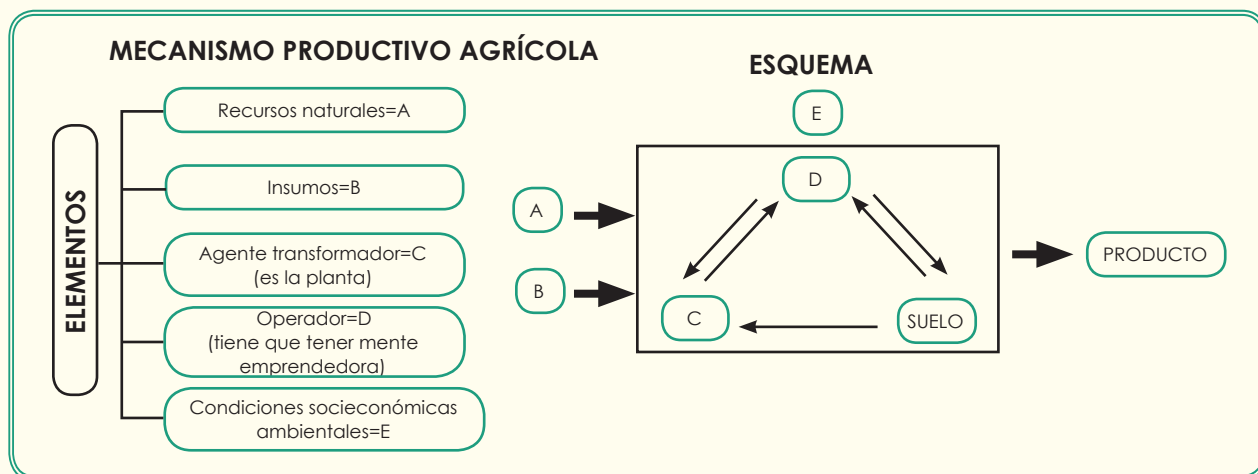 MECANISMO PRODUCTIVO AGRÍCOLA
ELEMENTOS
Recursos naturales=A
Insumos=B
Agente transformador=C
(es la planta)
Operador=D
(tiene que tener mente
emprendedora)
Condiciones socieconómicas
ambientales=E
ESQUEMA
E
D
A
B
C
SUELO
PRODUCTO